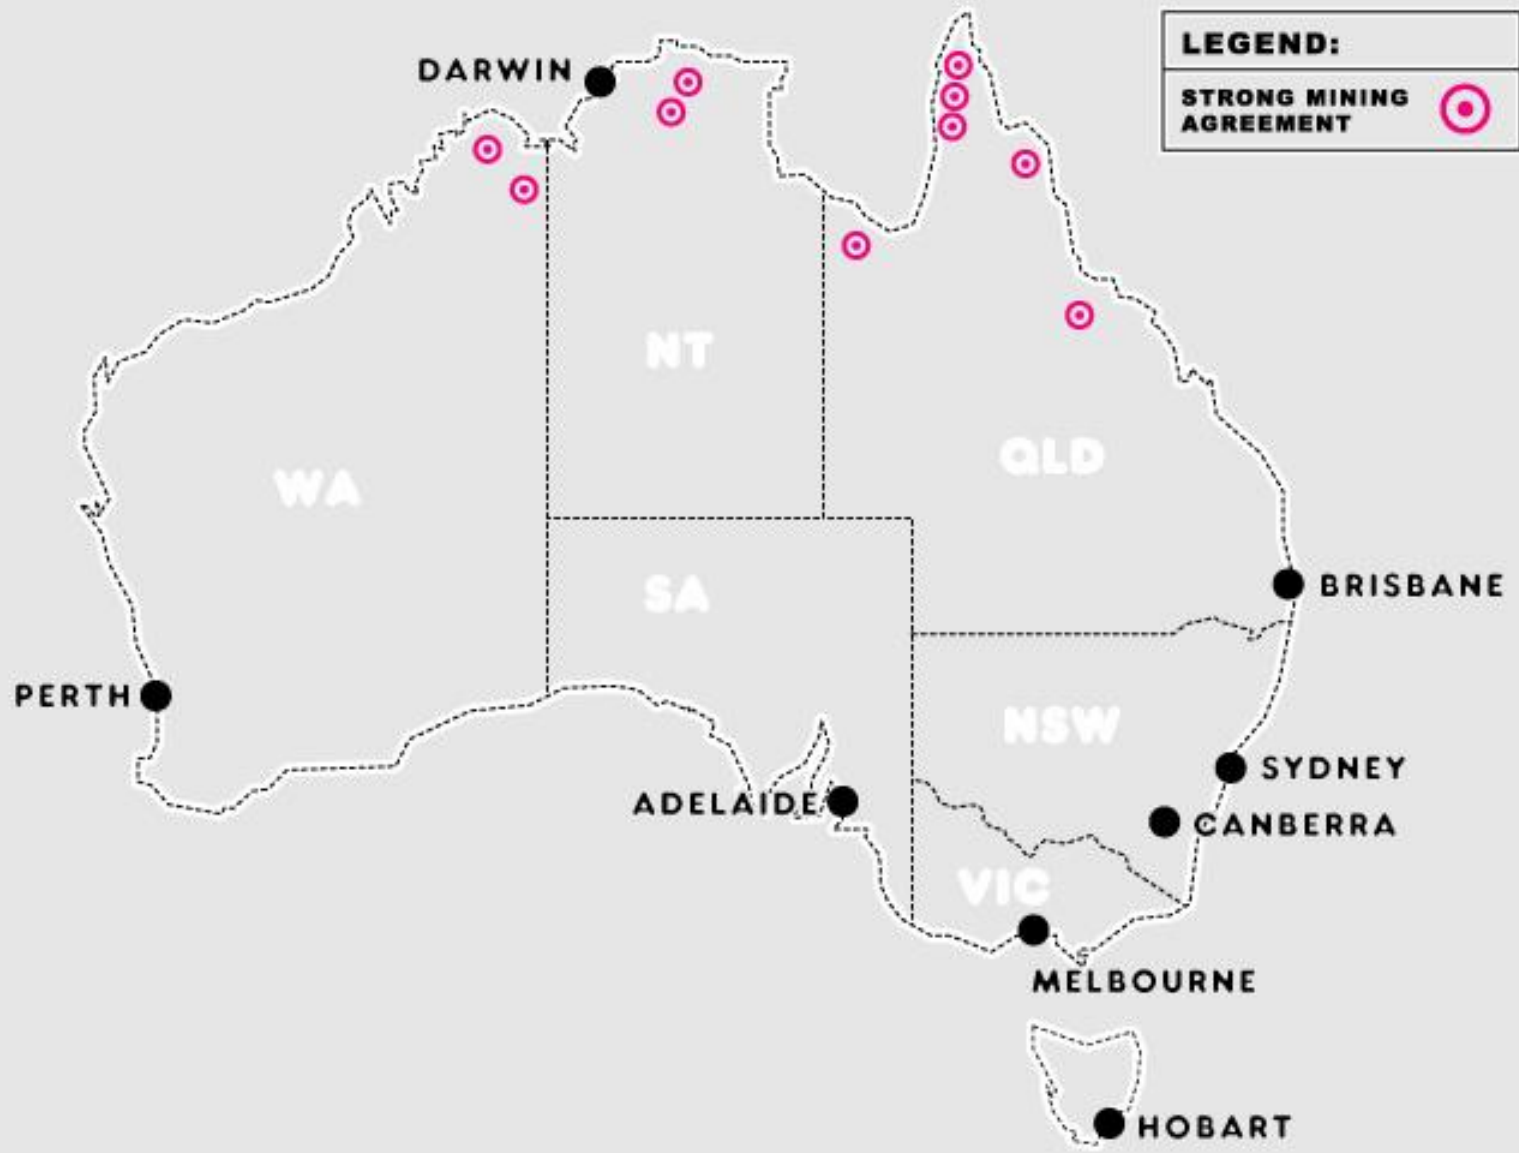 LEGEND:
STRONG MINING
AGREEMENT
DARWIN
NT
QLD
WA
SA
BRISBANE
PERTH
NSW
SYDNEY
ADELAIDE
CANBERRA
VIC
MELBOURNE
HOBART